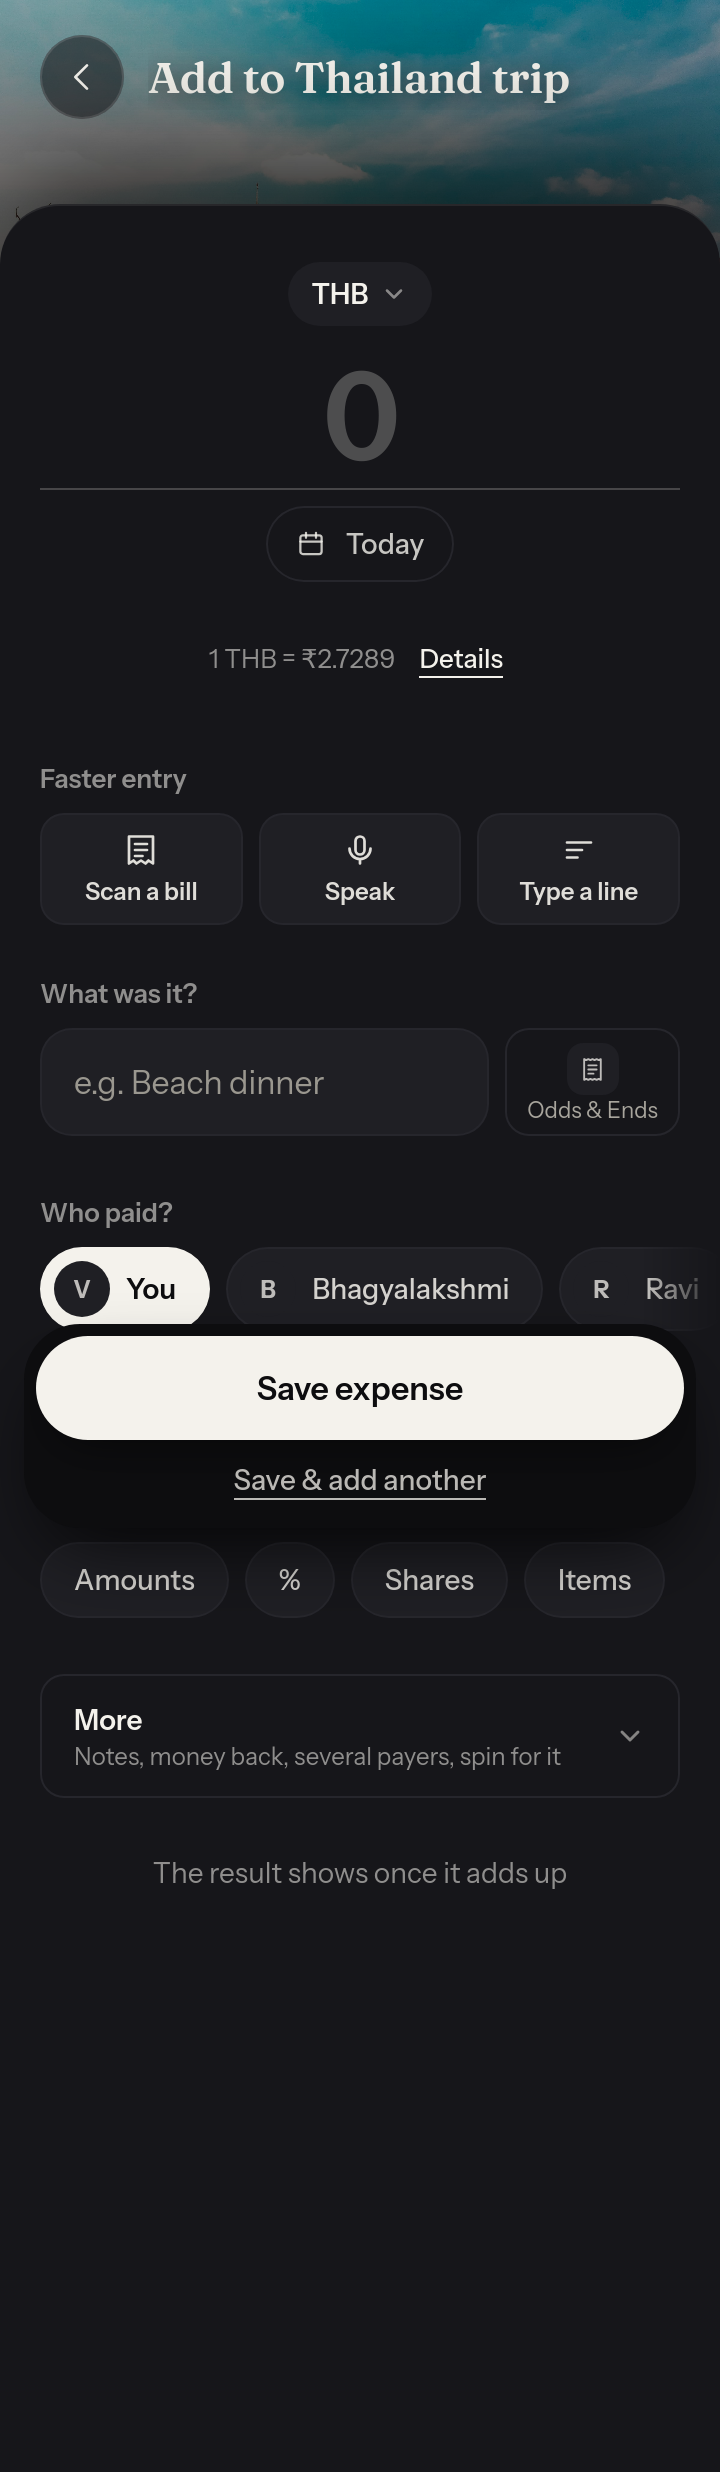 Add to Thailand trip
THB
0
Today
1 THB = ₹2.7289 Details
Faster entry
Scan a bill
Speak
Type a line
What was it?
e.g. Beach dinner
Odds & Ends
Who paid?
V You
B Bhagyalakshmi
R Ravi
Save expense
Save & add another
Amounts
%
Shares
Items
More
Notes, money back, several payers, spin for it
The result shows once it adds up